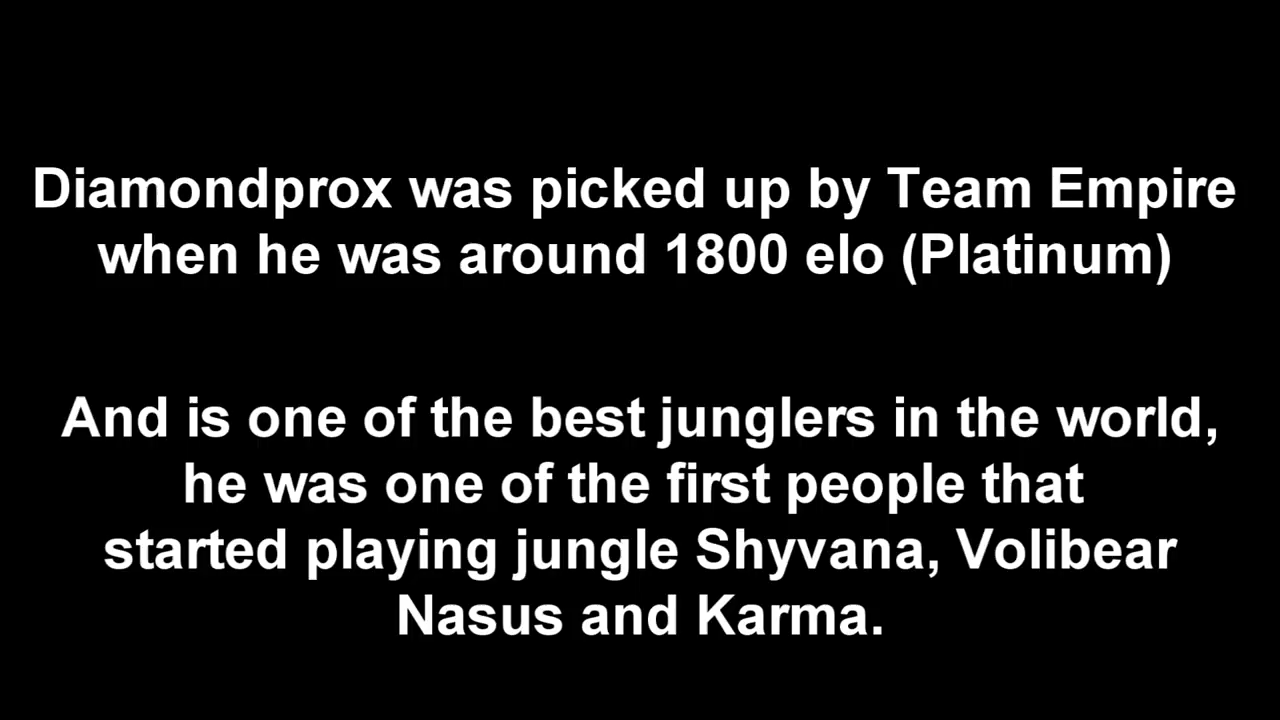 Diamondprox was picked up by Team Empire
when he was around 1800 elo (Platinum)
And is one of the best junglers in the world,
he was one of the first people that
started playing jungle Shyvana, Volibear
Nasus and Karma.